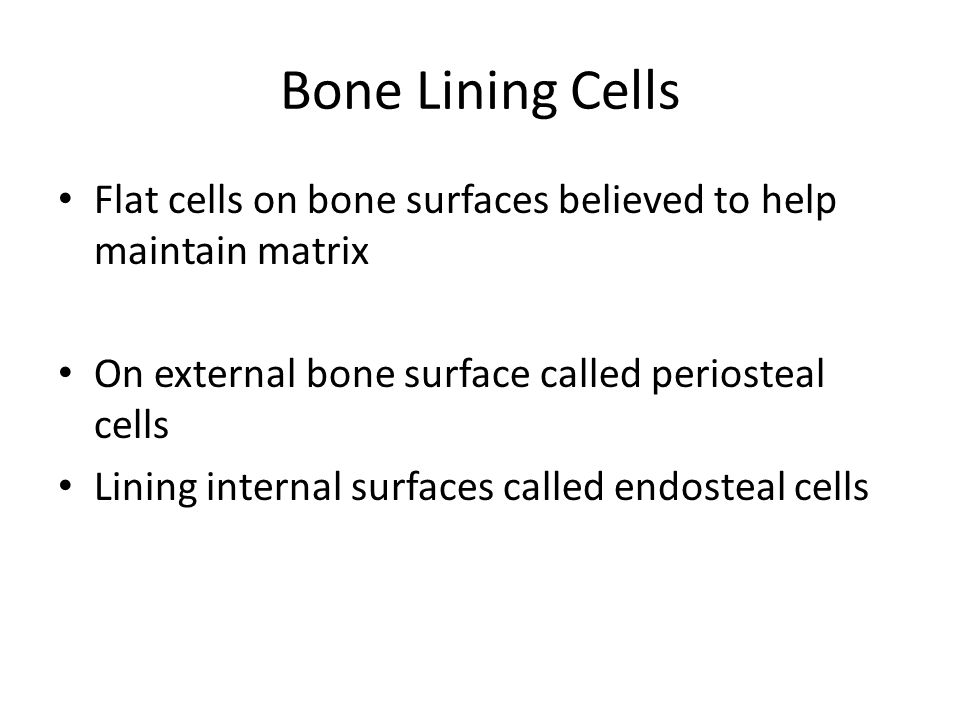 Bone Lining Cells
• Flat cells on bone surfaces believed to help
maintain matrix
• On external bone surface called periosteal
cells
• Lining internal surfaces called endosteal cells